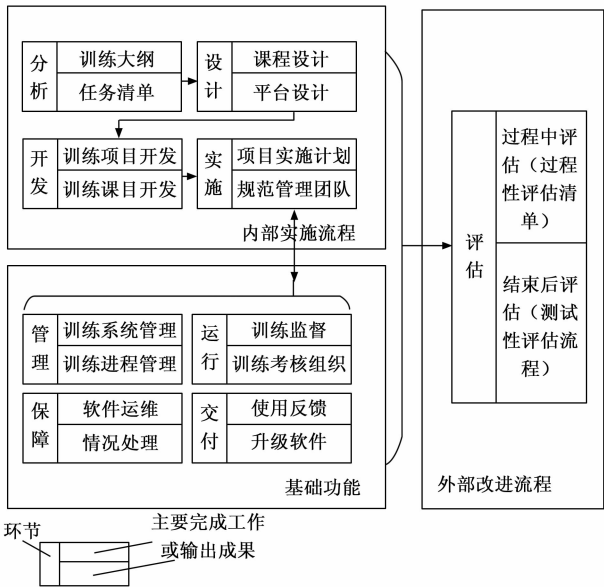 分析
训练大纲
任务清单
设计
课程设计
平台设计
开发
训练项目开发
训练课目开发
实施
项目实施计划
规范管理团队
内部实施流程
管理
训练系统管理
训练进程管理
运行
训练监督
训练考核组织
保障
软件运维
情况处理
交付
使用反馈
升级软件
基础功能
评估
过程中评
估（过程
性评估清
单）
结束后评
估（测试
性评估流
程）
外部改进流程
环节
主要完成工作
或输出成果